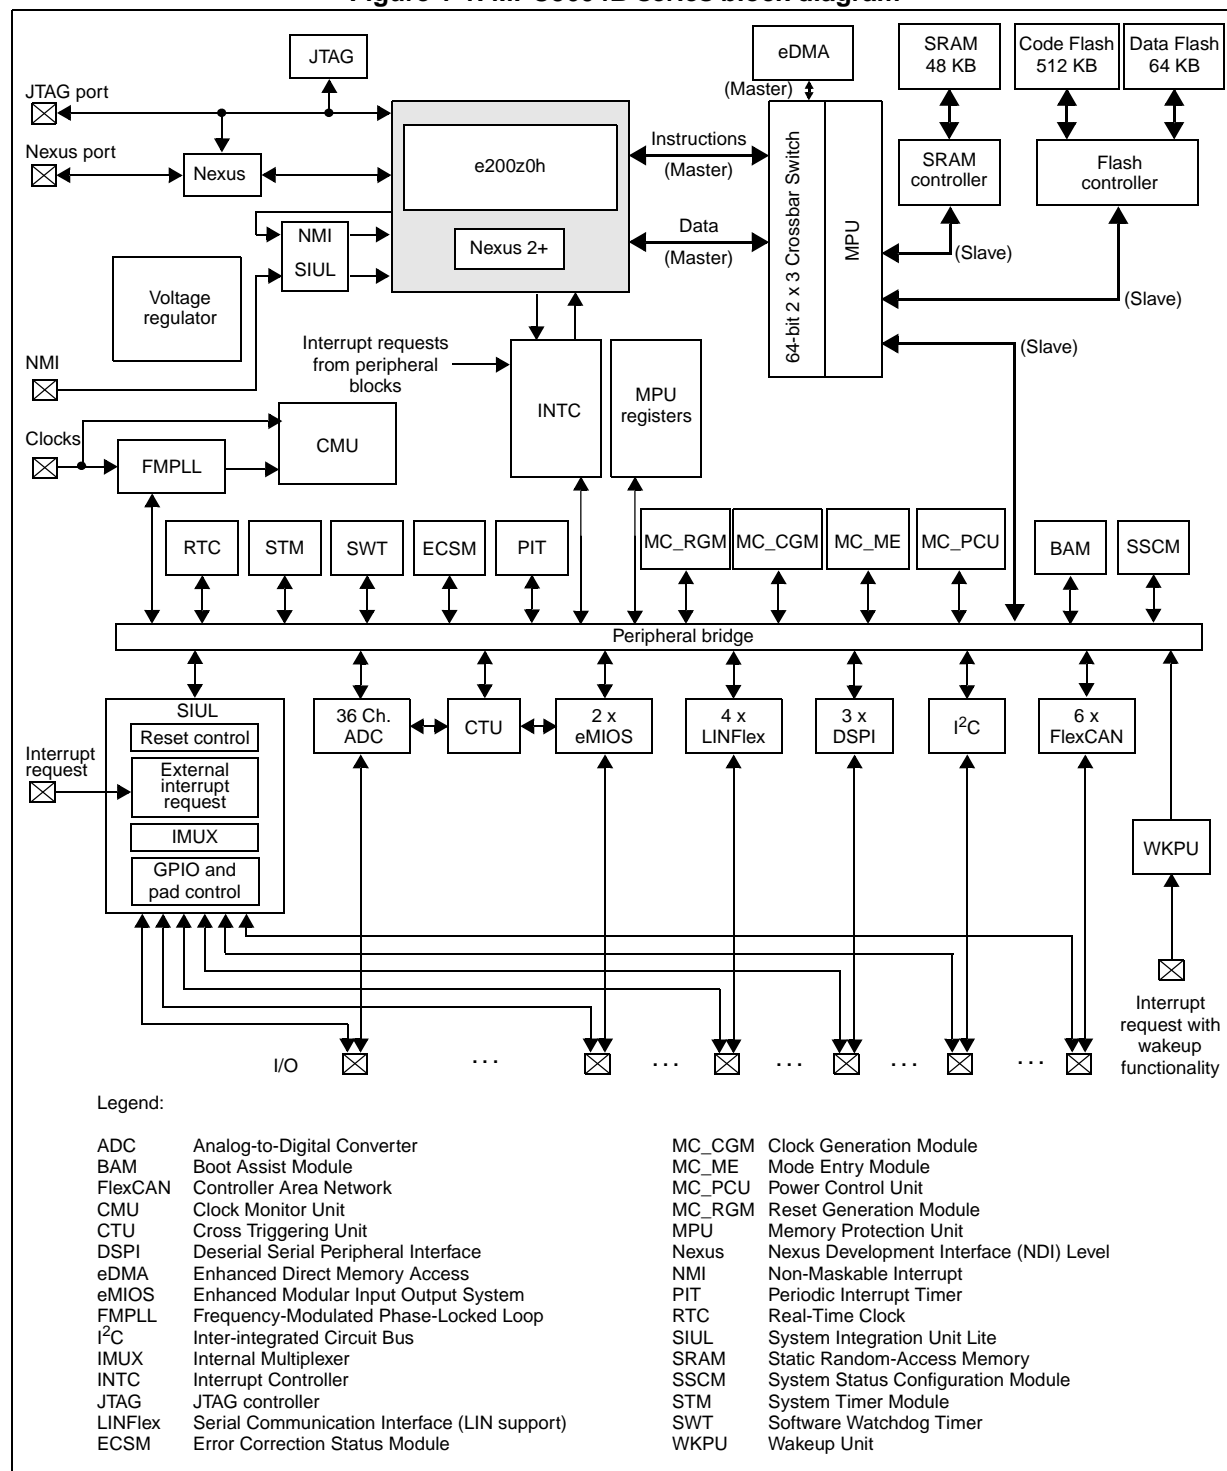 JTAG
eDMA
SRAM
48 KB
Code Flash
512 KB
Data Flash
64 KB
JTAG port
(Master)
Nexus port
Nexus
e200z0h
Nexus 2+
Instructions
(Master)
Data
(Master)
64-bit 2 x 3 Crossbar Switch
MPU
SRAM
controller
Flash
controller
(Slave)
(Slave)
(Slave)
NMI
SIUL
Voltage
regulator
NMI
Interrupt requests
from peripheral
blocks
INTC
MPU
registers
Clocks
FMPLL
CMU
RTC
STM
SWT
ECSM
PIT
MC_RGM
MC_CGM
MC_ME
MC_PCU
BAM
SSCM
Peripheral bridge
SIUL
Reset control
External
interrupt
request
IMUX
GPIO and
pad control
Interrupt
request
36 Ch.
ADC
CTU
2 x
eMIOS
4 x
LINFlex
3 x
DSPI
I2C
6 x
FlexCAN
WKPU
Interrupt
request with
wakeup
functionality
I/O
. . .
. . .
. . .
. . .
. . .
Legend:
ADC Analog-to-Digital Converter
BAM Boot Assist Module
FlexCAN Controller Area Network
CMU Clock Monitor Unit
CTU Cross Triggering Unit
DSPI Deserial Serial Peripheral Interface
eDMA Enhanced Direct Memory Access
eMIOS Enhanced Modular Input Output System
FMPLL Frequency-Modulated Phase-Locked Loop
I2C Inter-integrated Circuit Bus
IMUX Internal Multiplexer
INTC Interrupt Controller
JTAG JTAG controller
LINFlex Serial Communication Interface (LIN support)
ECSM Error Correction Status Module
MC_CGM Clock Generation Module
MC_ME Mode Entry Module
MC_PCU Power Control Unit
MC_RGM Reset Generation Module
MPU Memory Protection Unit
Nexus Nexus Development Interface (NDI) Level
NMI Non-Maskable Interrupt
PIT Periodic Interrupt Timer
RTC Real-Time Clock
SIUL System Integration Unit Lite
SRAM Static Random-Access Memory
SSCM System Status Configuration Module
STM System Timer Module
SWT Software Watchdog Timer
WKPU Wakeup Unit